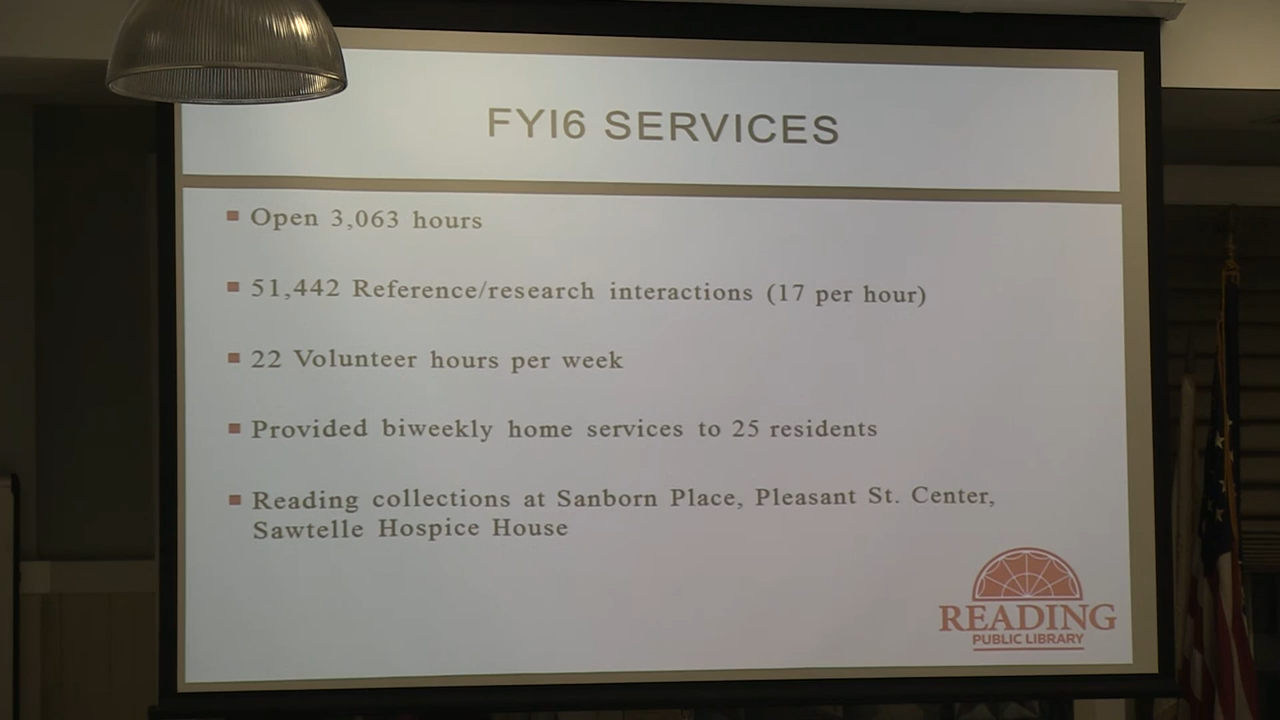 FY16 SERVICES
Open 3,063 hours
51,442 Reference/research interactions (17 per hour)
22 Volunteer hours per week
Provided biweekly home services to 25 residents
Reading collections at Sanborn Place, Pleasant St. Center,
Sawtelle Hospice House
READING
PUBLIC LIBRARY